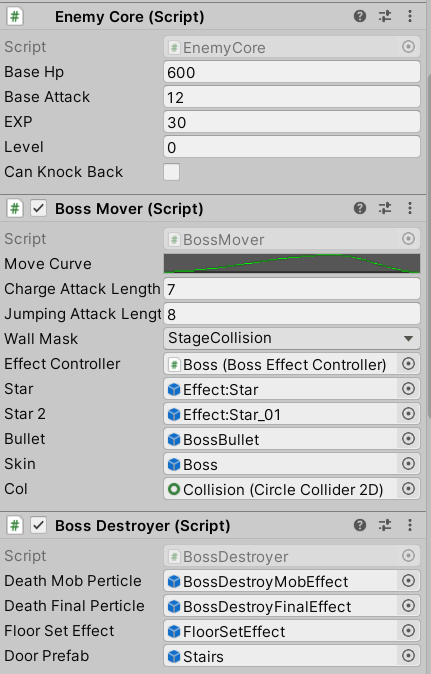 Enemy Core (Script)
Script EnemyCore
Base Hp 600
Base Attack 12
EXP 30
Level 0
Can Knock Back
Boss Mover (Script)
Script BossMover
Move Curve
Charge Attack Length 7
Jumping Attack Lengt 8
Wall Mask StageCollision
Effect Controller Boss (Boss Effect Controller)
Star Effect:Star
Star 2 Effect:Star_01
Bullet BossBullet
Skin Boss
Col Collision (Circle Collider 2D)
Boss Destroyer (Script)
Script BossDestroyer
Death Mob Perticle BossDestroyMobEffect
Death Final Perticle BossDestroyFinalEffect
Floor Set Effect FloorSetEffect
Door Prefab Stairs